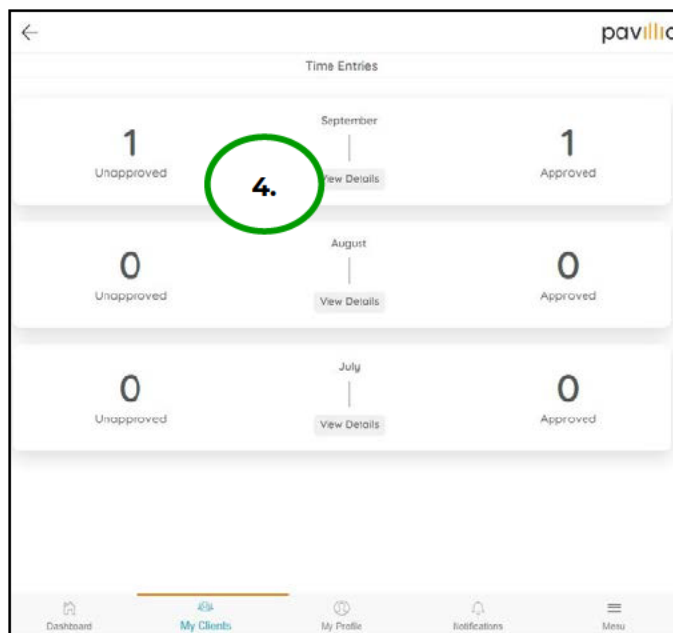 pavillio
Time Entries
September
1 1
Unapproved 4. View Details Approved
August
0 0
Unapproved View Details Approved
July
0 0
Unapproved View Details Approved
Dashboard My Clients My Profile Notifications Menu